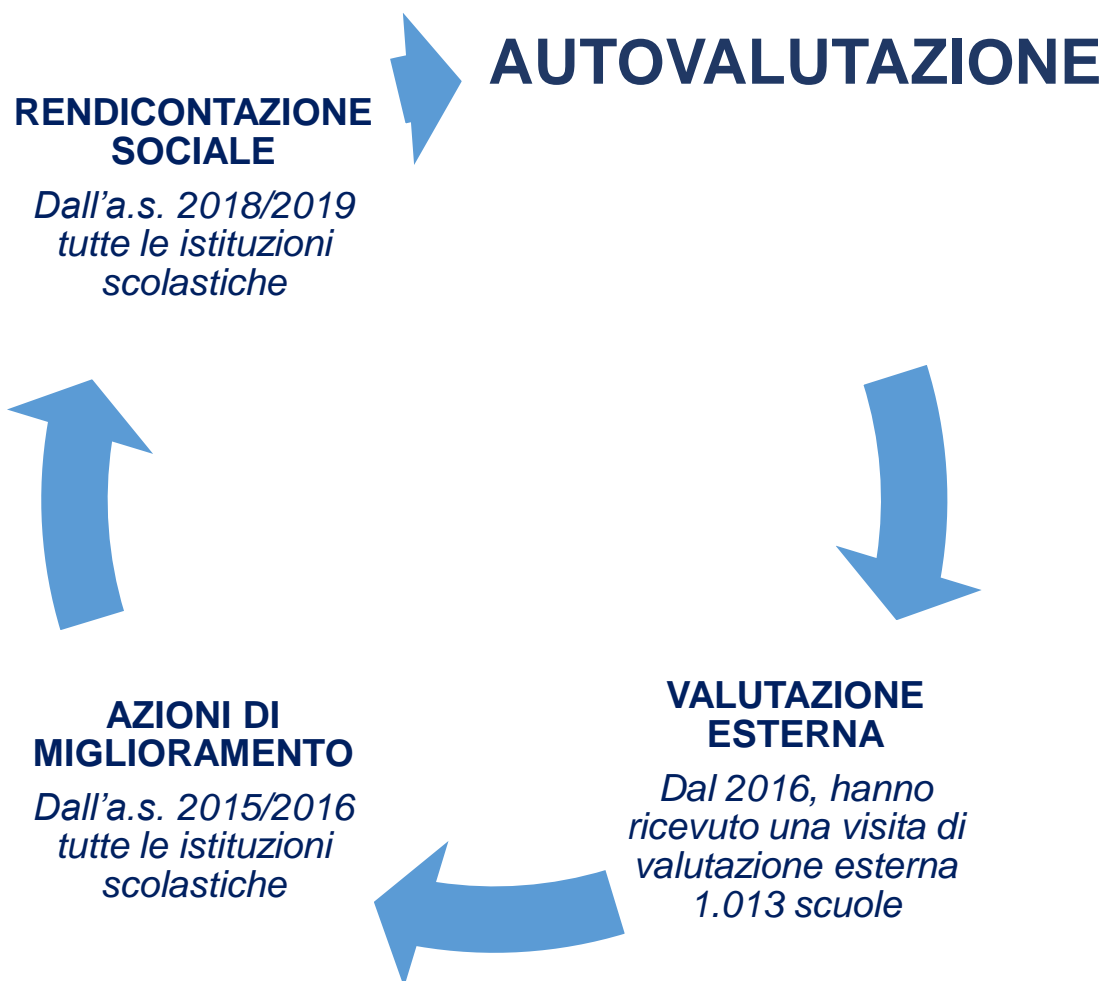 AUTOVALUTAZIONE
RENDICONTAZIONE
SOCIALE
Dall’a.s. 2018/2019
tutte le istituzioni
scolastiche
VALUTAZIONE
ESTERNA
Dal 2016, hanno
ricevuto una visita di
valutazione esterna
1.013 scuole
AZIONI DI
MIGLIORAMENTO
Dall’a.s. 2015/2016
tutte le istituzioni
scolastiche